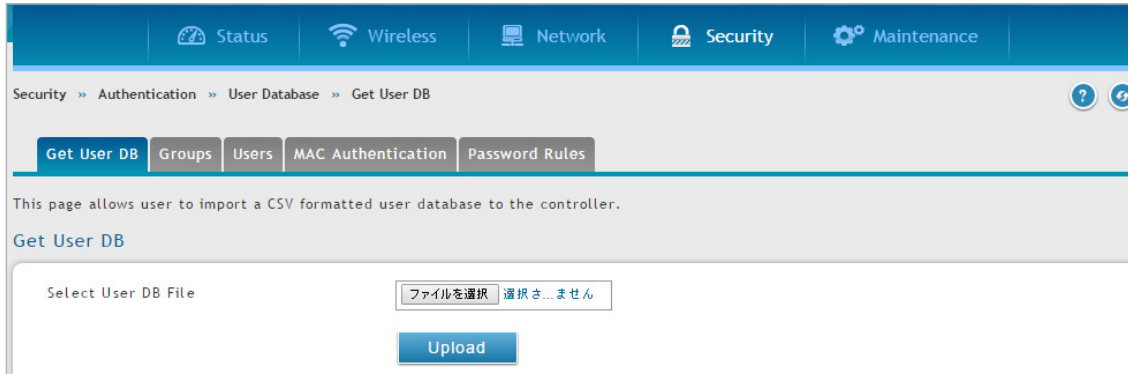 Status Wireless Network Security Maintenance
Security » Authentication » User Database » Get User DB ?
Get User DB Groups Users MAC Authentication Password Rules
This page allows user to import a CSV formatted user database to the controller.
Get User DB
Select User DB File ファイルを選択 選択さ...ません
Upload